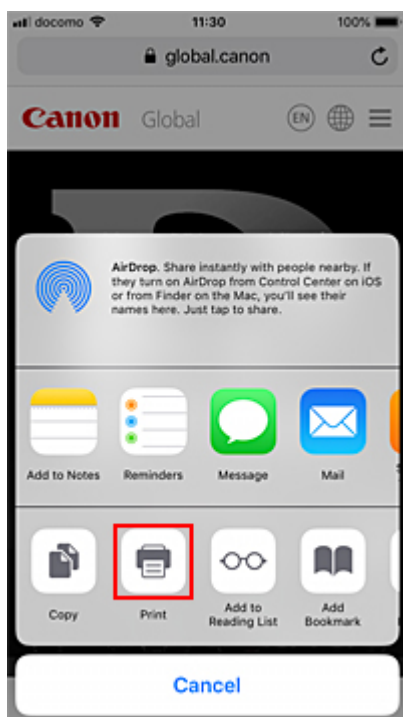 docomo 11:30 100%
global.canon
Canon Global EN
AirDrop. Share instantly with people nearby. If
they turn on AirDrop from Control Center on iOS
or from Finder on the Mac, you'll see their
names here. Just tap to share.
Add to Notes Reminders Message Mail
Copy Print Add to
Reading List Add
Bookmark
Cancel